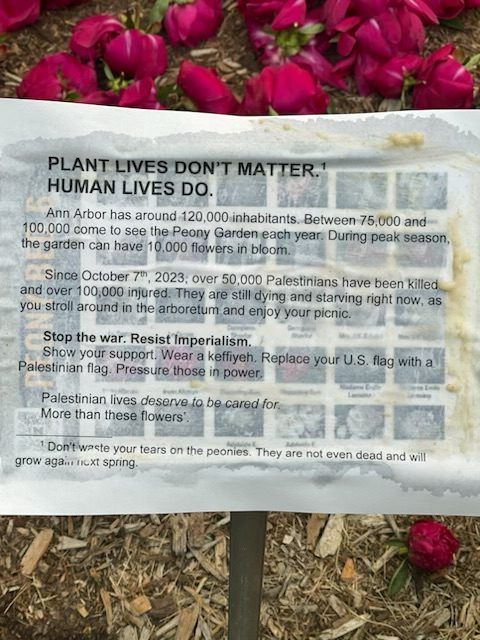 PLANT LIVES DON'T MATTER.¹
HUMAN LIVES DO.
Ann Arbor has around 120,000 inhabitants. Between 75,000 and
100,000 come to see the Peony Garden each year. During peak season,
the garden can have 10,000 flowers in bloom.
Since October 7th, 2023, over 50,000 Palestinians have been killed
and over 100,000 injured. They are still dying and starving right now, as
you stroll around in the arboretum and enjoy your picnic.
Stop the war. Resist Imperialism.
Show your support. Wear a keffiyeh. Replace your U.S. flag with a
Palestinian flag. Pressure those in power.
Palestinian lives deserve to be cared for.
More than these flowers'.
¹ Don't waste your tears on the peonies. They are not even dead and will
grow again next spring.